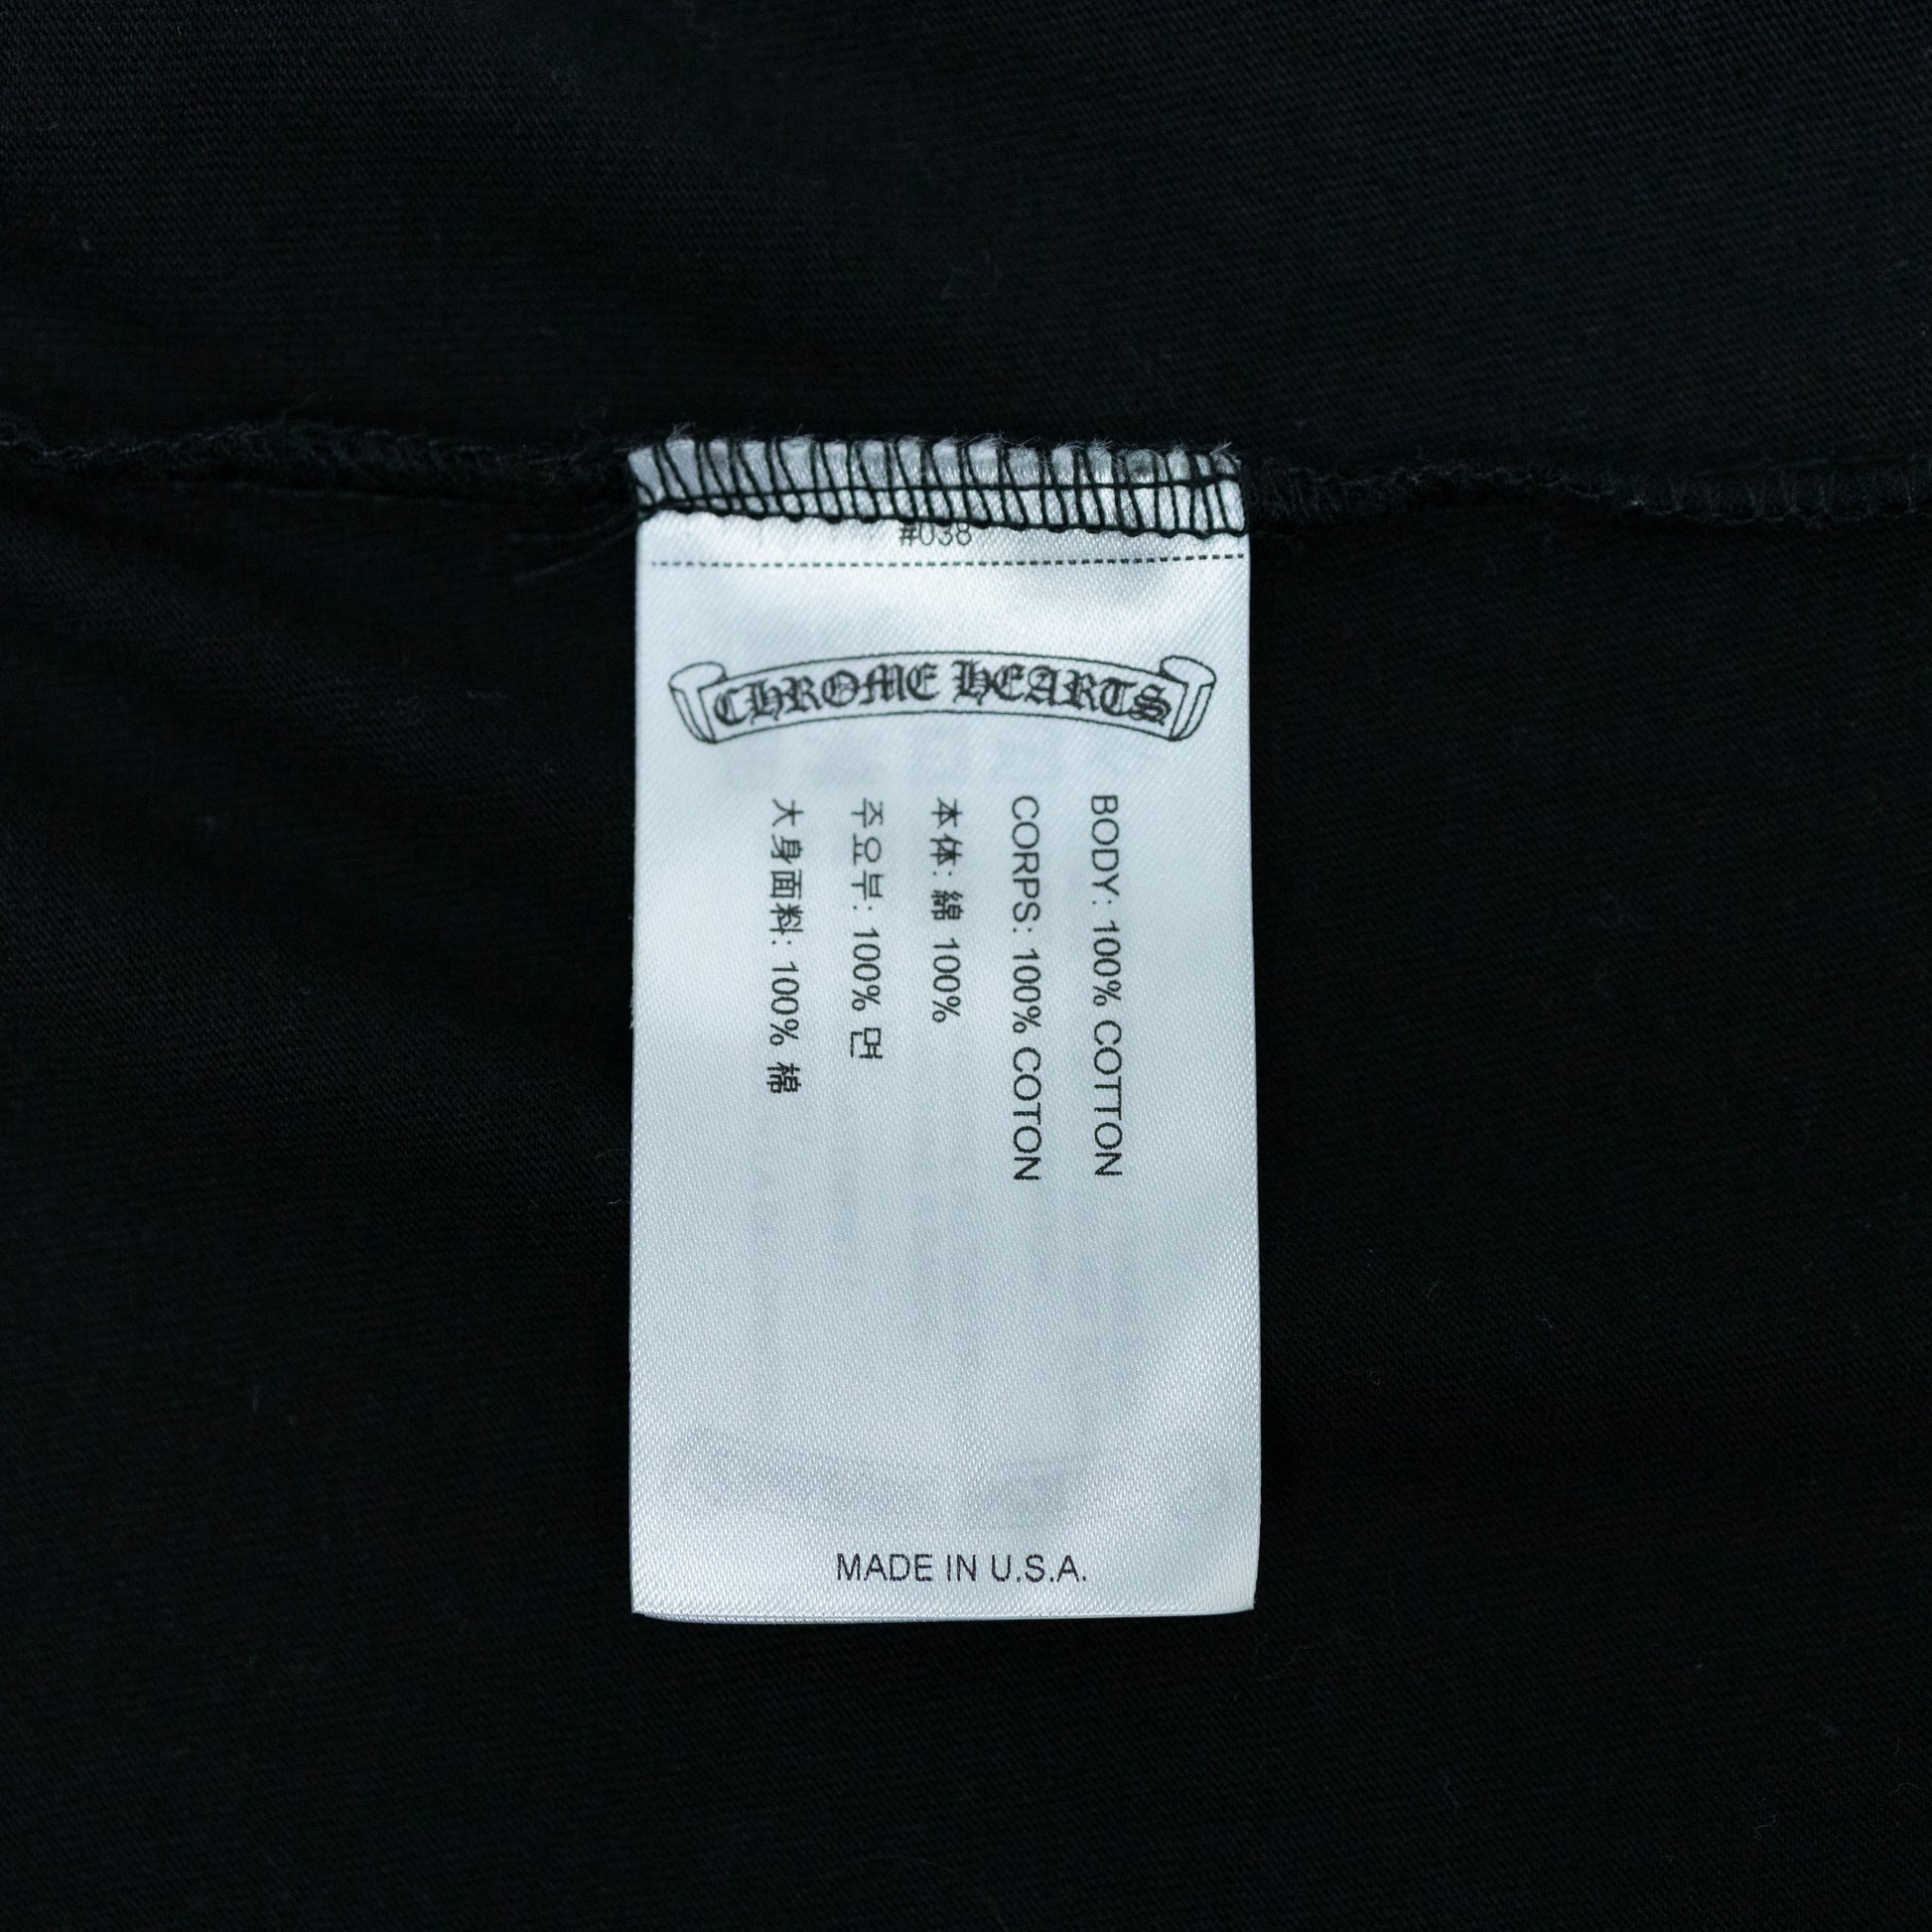 #038
CHROME HEARTS
BODY: 100% COTTON
CORPS: 100% COTON
本体: 綿 100%
주요부: 100% 면
大身面料: 100% 棉
MADE IN U.S.A.